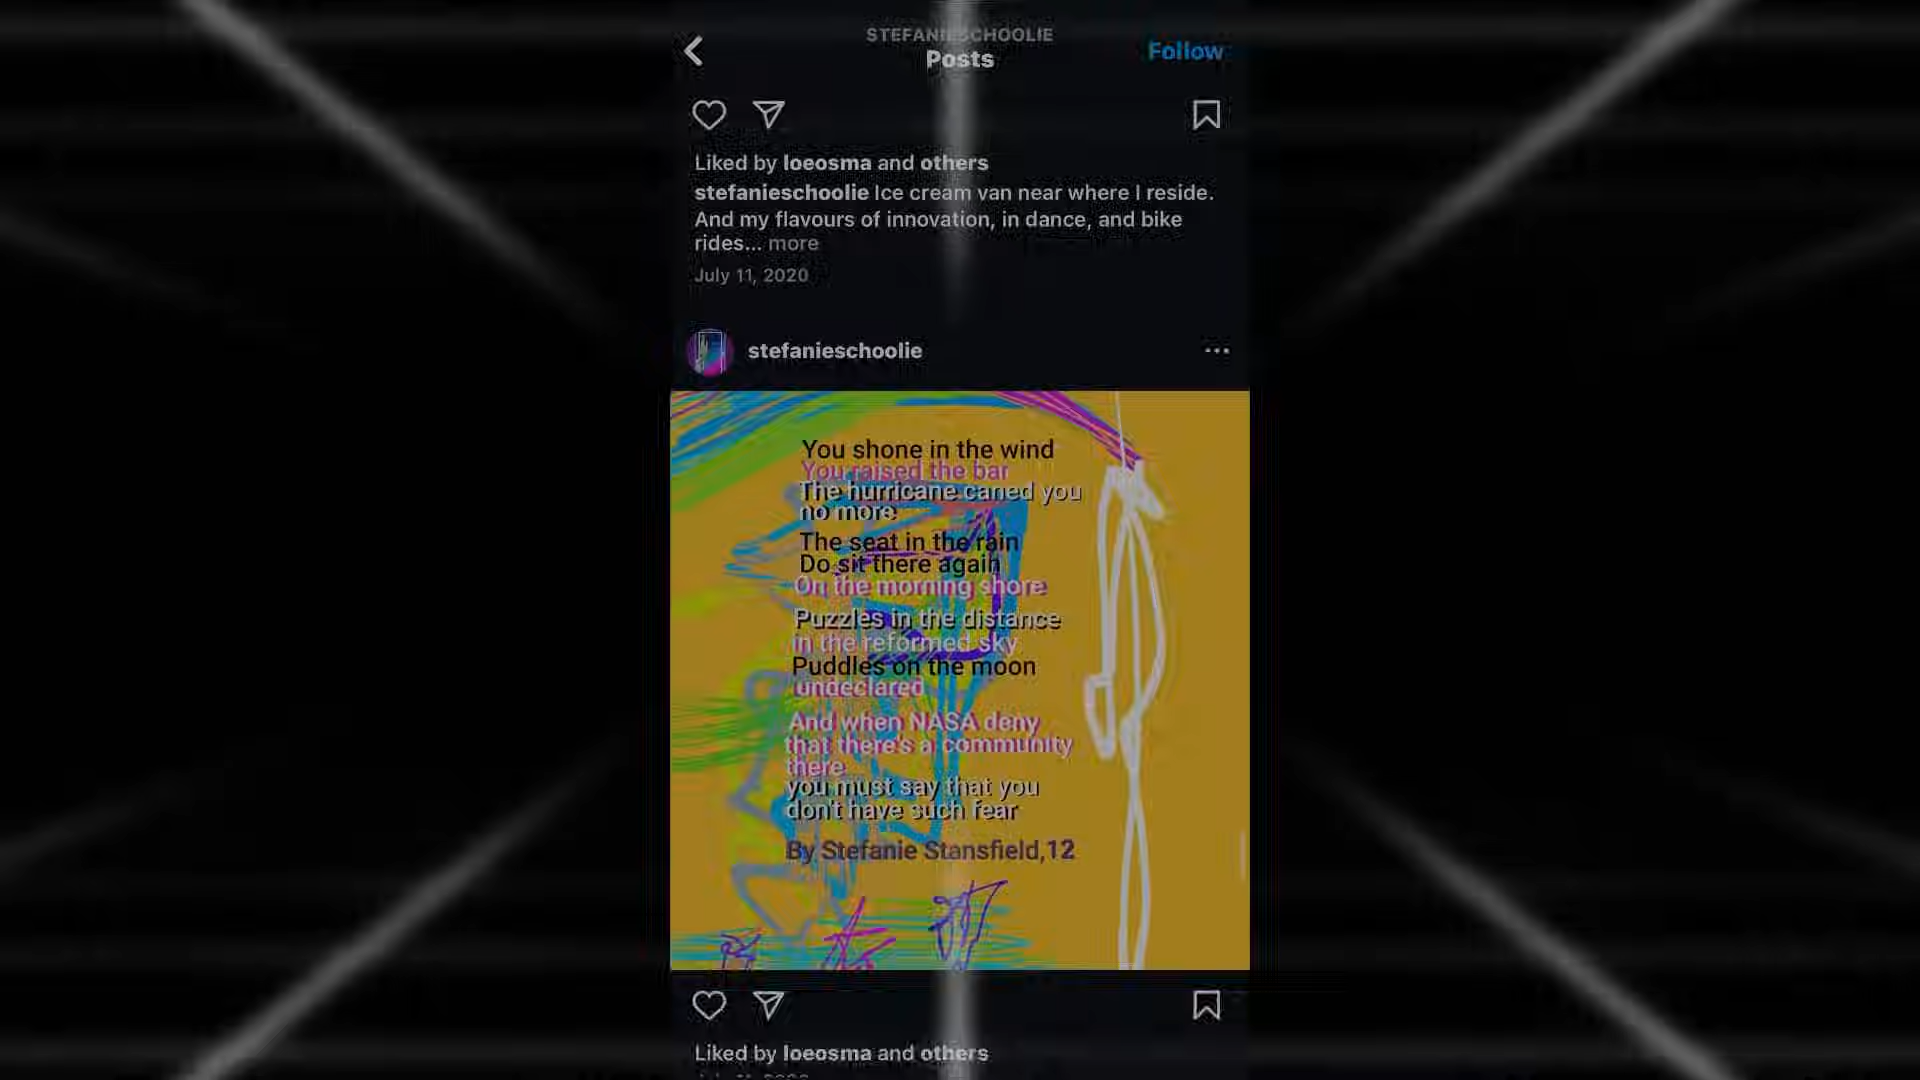 STEFANIESCHOOLIE
Posts
Follow
Liked by loeosma and others
stefanieschoolie Ice cream van near where I reside.
And my flavours of innovation, in dance, and bike
rides... more
July 11, 2020
stefanieschoolie
You shone in the wind
You raised the bar
The hurricane caned you
no more
The seat in the rain
Do sit there again
On the morning shore
Puzzles in the distance
in the reformed sky
Puddles on the moon
undeclared
And when NASA deny
that there's a community
there
you must say that you
don't have such fear
By Stefanie Stansfield,12
Liked by loeosma and others